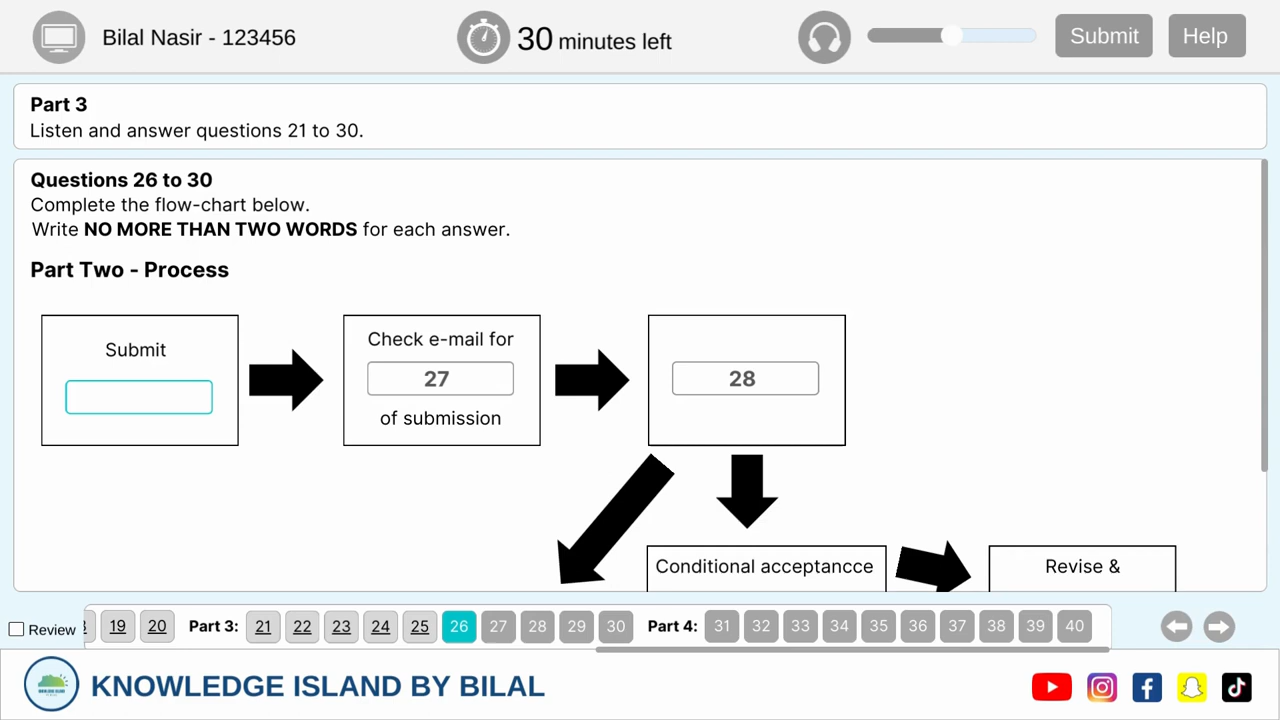 Bilal Nasir - 123456
30 minutes left
Submit
Help
Part 3
Listen and answer questions 21 to 30.
Questions 26 to 30
Complete the flow-chart below.
Write NO MORE THAN TWO WORDS for each answer.
Part Two - Process
Submit
Check e-mail for
27
of submission
28
Conditional acceptancce
Revise &
Review
19 20 Part 3: 21 22 23 24 25 26 27 28 29 30 Part 4: 31 32 33 34 35 36 37 38 39 40
KNOWLEDGE ISLAND BY BILAL